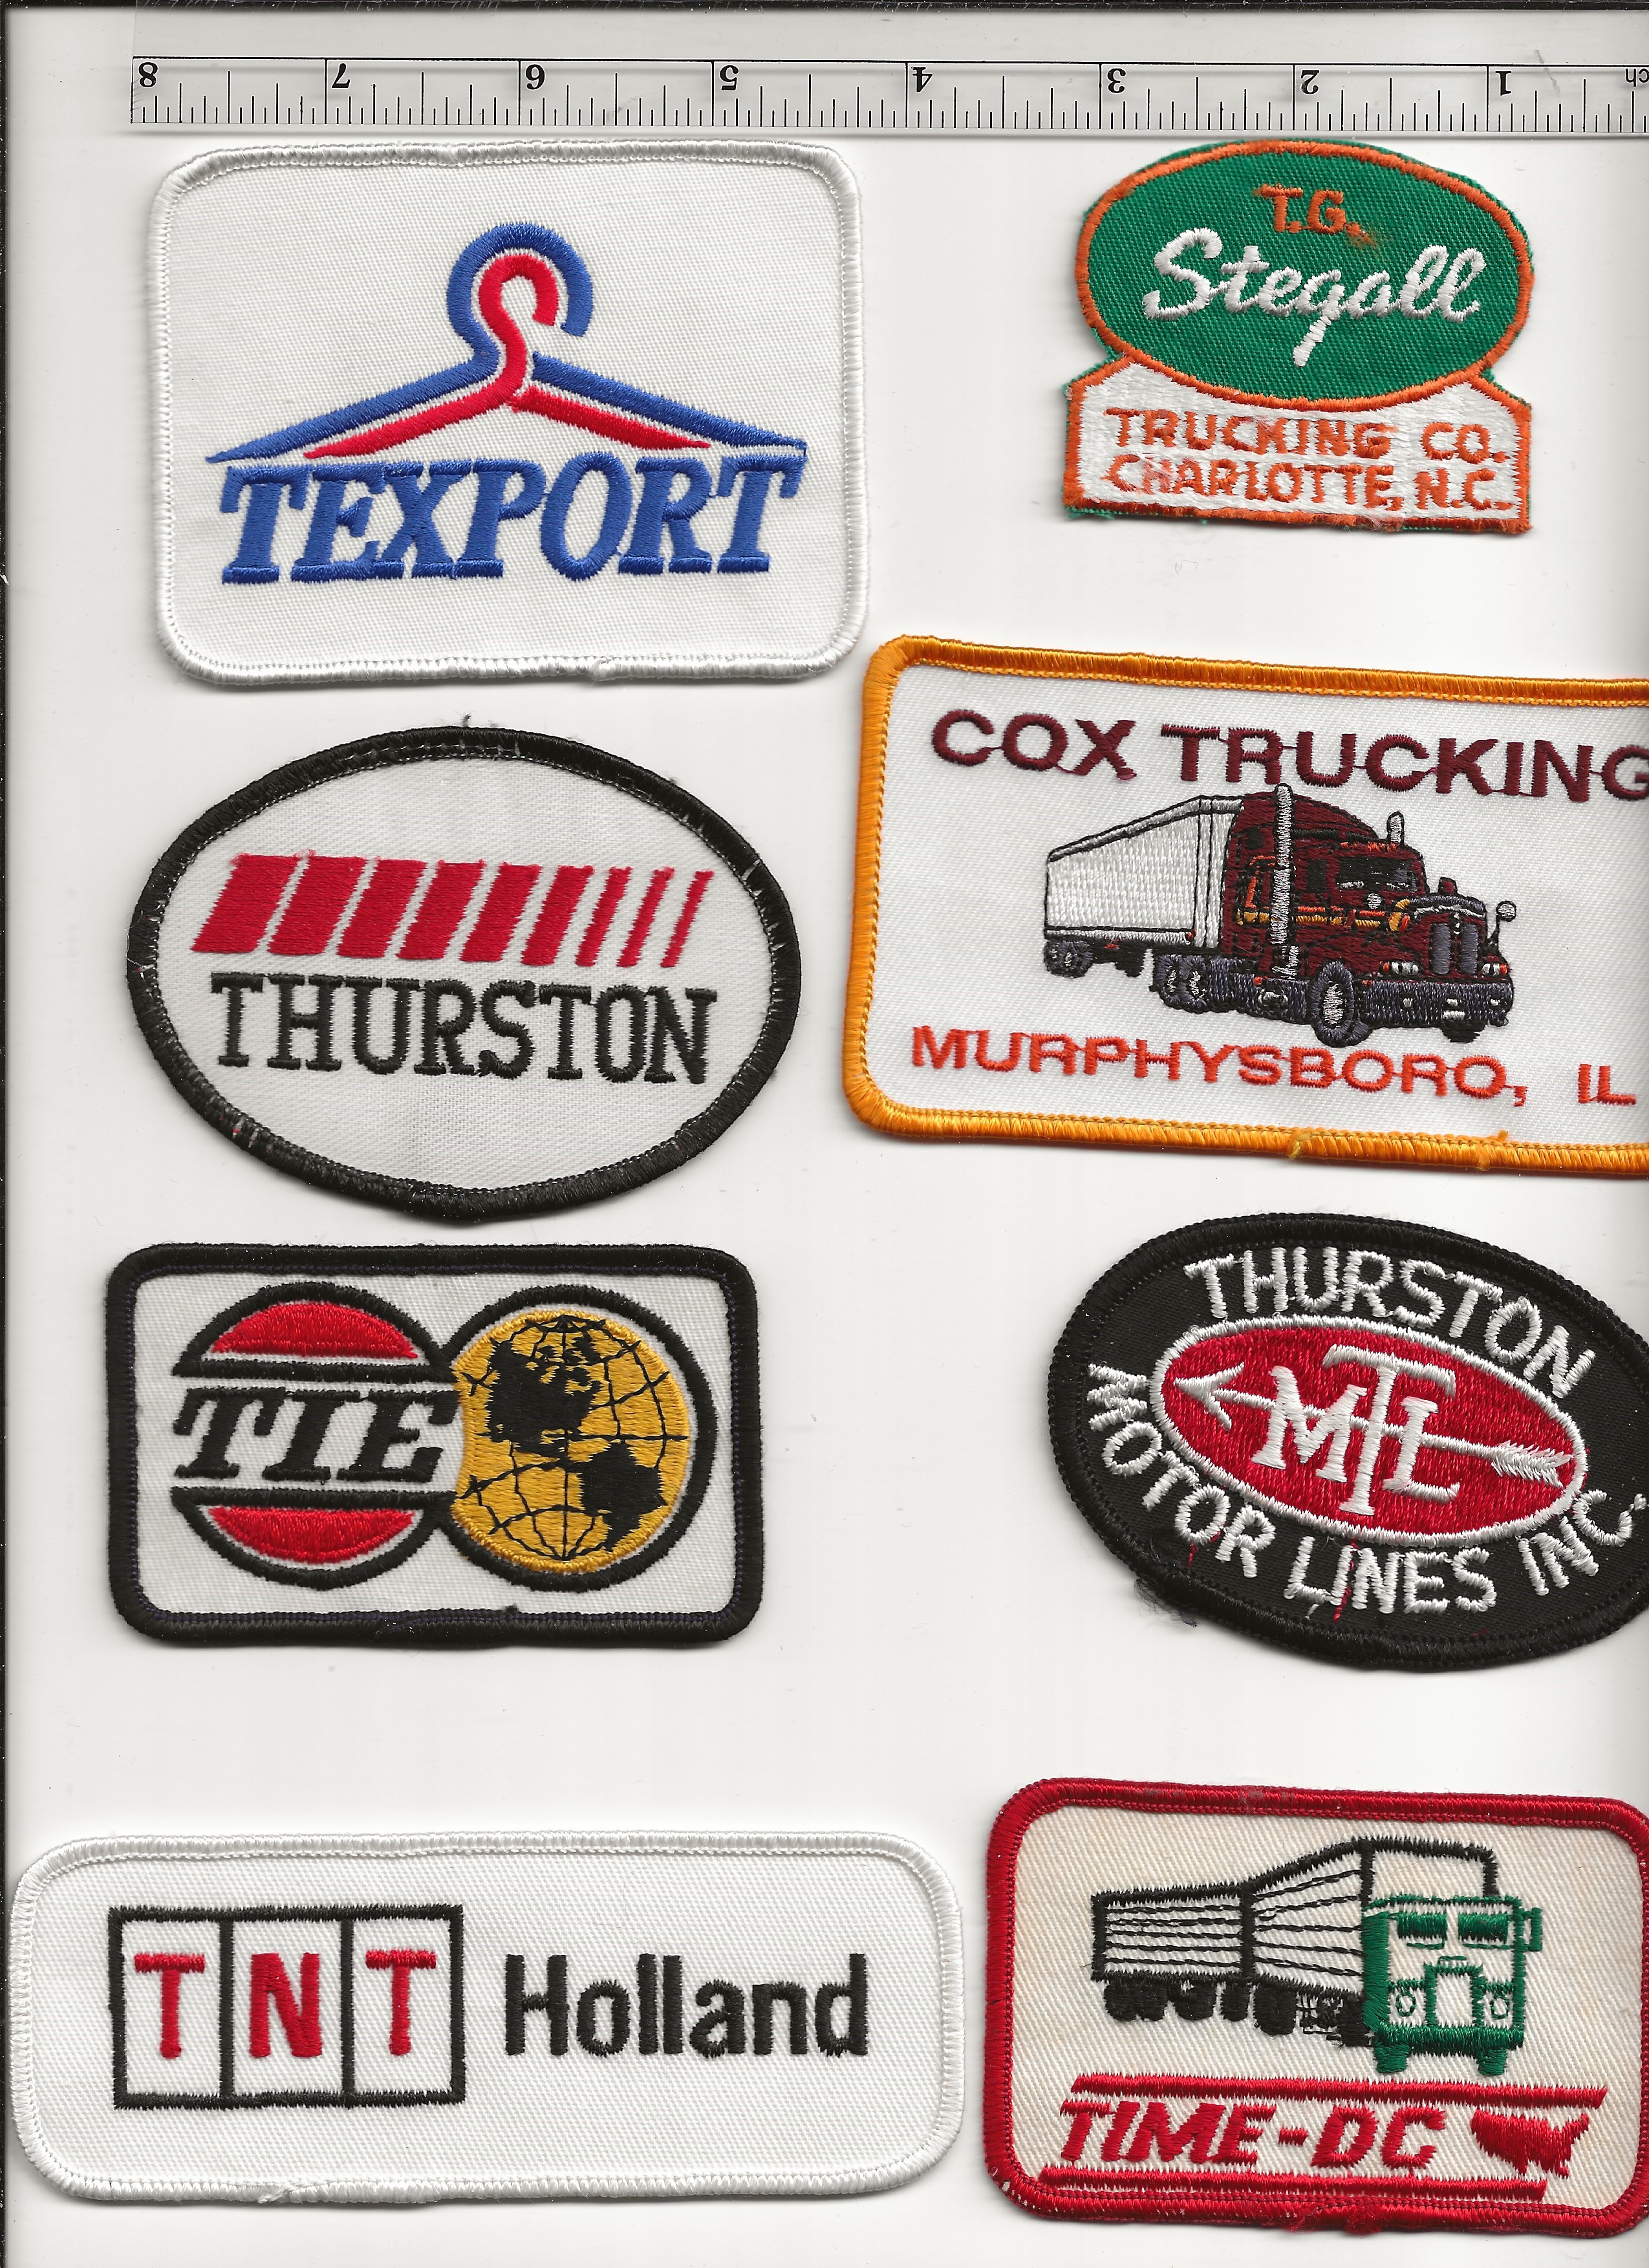 8 7 6 5 4 3 2 1 ch
TEXPORT
T.G.
Stegall
TRUCKING CO.
CHARLOTTE, N.C.
COX TRUCKING
MURPHYSBORO, IL
THURSTON
THURSTON
MTL
MOTOR LINES INC.
TIE
TNT Holland
TIME-DC